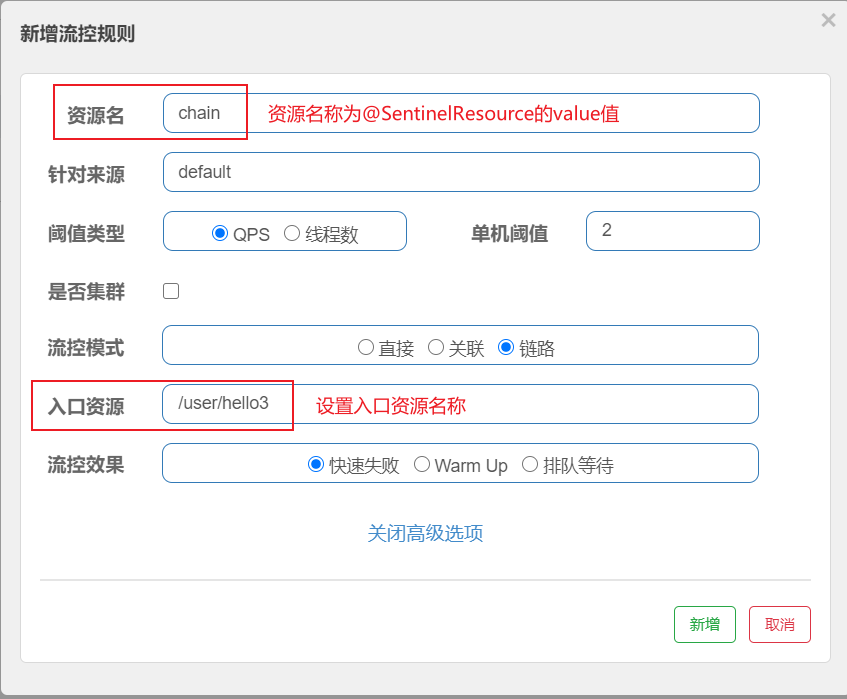 新增流控规则 ×
资源名 chain 资源名称为@SentinelResource的value值
针对来源 default
阈值类型 QPS 线程数 单机阈值 2
是否集群
流控模式 直接 关联 链路
入口资源 /user/hello3 设置入口资源名称
流控效果 快速失败 Warm Up 排队等待
关闭高级选项
新增 取消